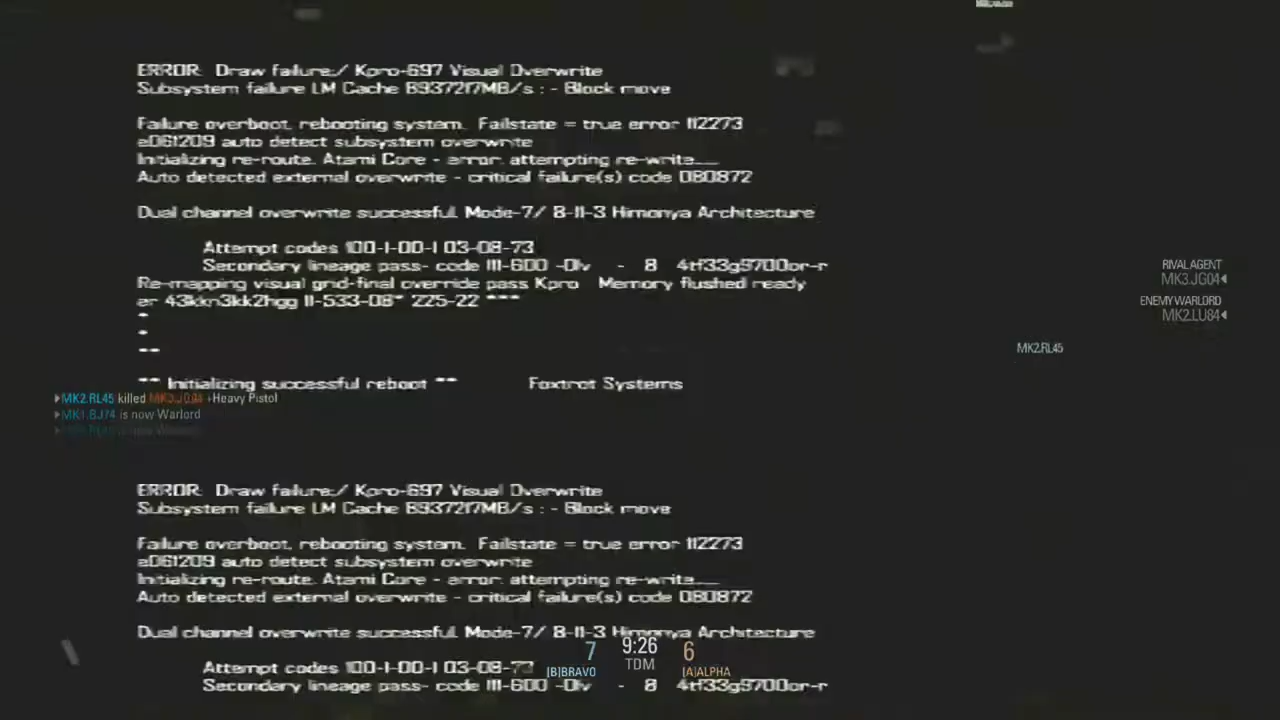 ERROR: Draw failure:/ Kpro-697 Visual Overwrite
Subsystem failure LM Cache 89372f7MB/s : - Block move
Failure overboot, rebooting system. Failstate = true error 112273
a061209 auto detect subsystem overwrite
Initializing re-route. Atami Core - error: attempting re-write.....
Auto detected external overwrite - critical failure(s) code 080872
Dual channel overwrite successful. Mode-7/ 8-11-3 Himonya Architecture
Attempt codes 100-1-00-1 03-08-73
Secondary lineage pass- code 111-600 -Div - 8 4tf33g9700or-r
RIVAL AGENT
MK3.JG04
Re-mapping visual grid-final override pass Kpro Memory flushed ready
ar 43kkn3kk2hgg 11-533-08* 225-22 ***
ENEMY WARLORD
MK2.LU84
*
*
**
MK2.RL45
** Initializing successful reboot ** Foxtrot Systems
MK2.RL45 killed MK3.JG04 +Heavy Pistol
MK1.BJ74 is now Warlord
ERROR: Draw failure:/ Kpro-697 Visual Overwrite
Subsystem failure LM Cache 89372f7MB/s : - Block move
Failure overboot, rebooting system. Failstate = true error 112273
a061209 auto detect subsystem overwrite
Initializing re-route. Atami Core - error: attempting re-write.....
Auto detected external overwrite - critical failure(s) code 080872
Dual channel overwrite successful. Mode-7/ 8-11-3 Himonya Architecture
7 9:26 6
[B]BRAVO TDM [A]ALPHA
Attempt codes 100-1-00-1 03-08-73
Secondary lineage pass- code 111-600 -Div - 8 4tf33g9700or-r